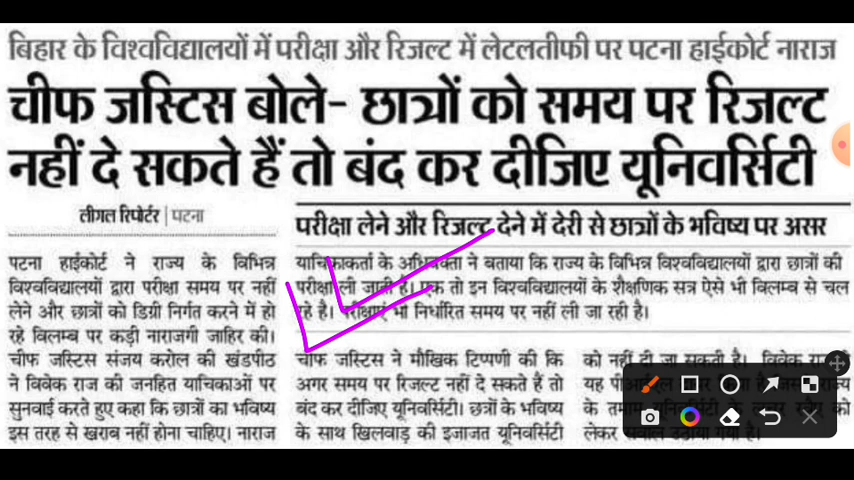 बिहार के विश्वविद्यालयों में परीक्षा और रिजल्ट में लेटलतीफी पर पटना हाईकोर्ट नाराज
चीफ जस्टिस बोले- छात्रों को समय पर रिजल्ट
नहीं दे सकते हैं तो बंद कर दीजिए यूनिवर्सिटी
लीगल रिपोर्टर | पटना
पटना हाईकोर्ट ने राज्य के विभिन्न
विश्वविद्यालयों द्वारा परीक्षा समय पर नहीं
लेने और छात्रों को डिग्री निर्गत करने में हो
रहे विलम्ब पर कड़ी नाराजगी जाहिर की।
चीफ जस्टिस संजय करोल की खंडपीठ
ने विवेक राज की जनहित याचिकाओं पर
सुनवाई करते हुए कहा कि छात्रों का भविष्य
इस तरह से खराब नहीं होना चाहिए। नाराज
परीक्षा लेने और रिजल्ट देने में देरी से छात्रों के भविष्य पर असर
याचिकाकर्ता के अधिवक्ता ने बताया कि राज्य के विभिन्न विश्वविद्यालयों द्वारा छात्रों की
परीक्षा ली जाती है। एक तो इन विश्वविद्यालयों के शैक्षणिक सत्र ऐसे भी विलम्ब से चल
रहे है। परीक्षाएं भी निर्धारित समय पर नहीं ली जा रही है।
चीफ जस्टिस ने मौखिक टिप्पणी की कि
अगर समय पर रिजल्ट नहीं दे सकते हैं तो
बंद कर दीजिए यूनिवर्सिटी। छत्रों के भविष्य
के साथ खिलवाड़ की इजाजत यूनिवर्सिटी
को नहीं दी जा सकती है। विवेक
यह
के
लेकर